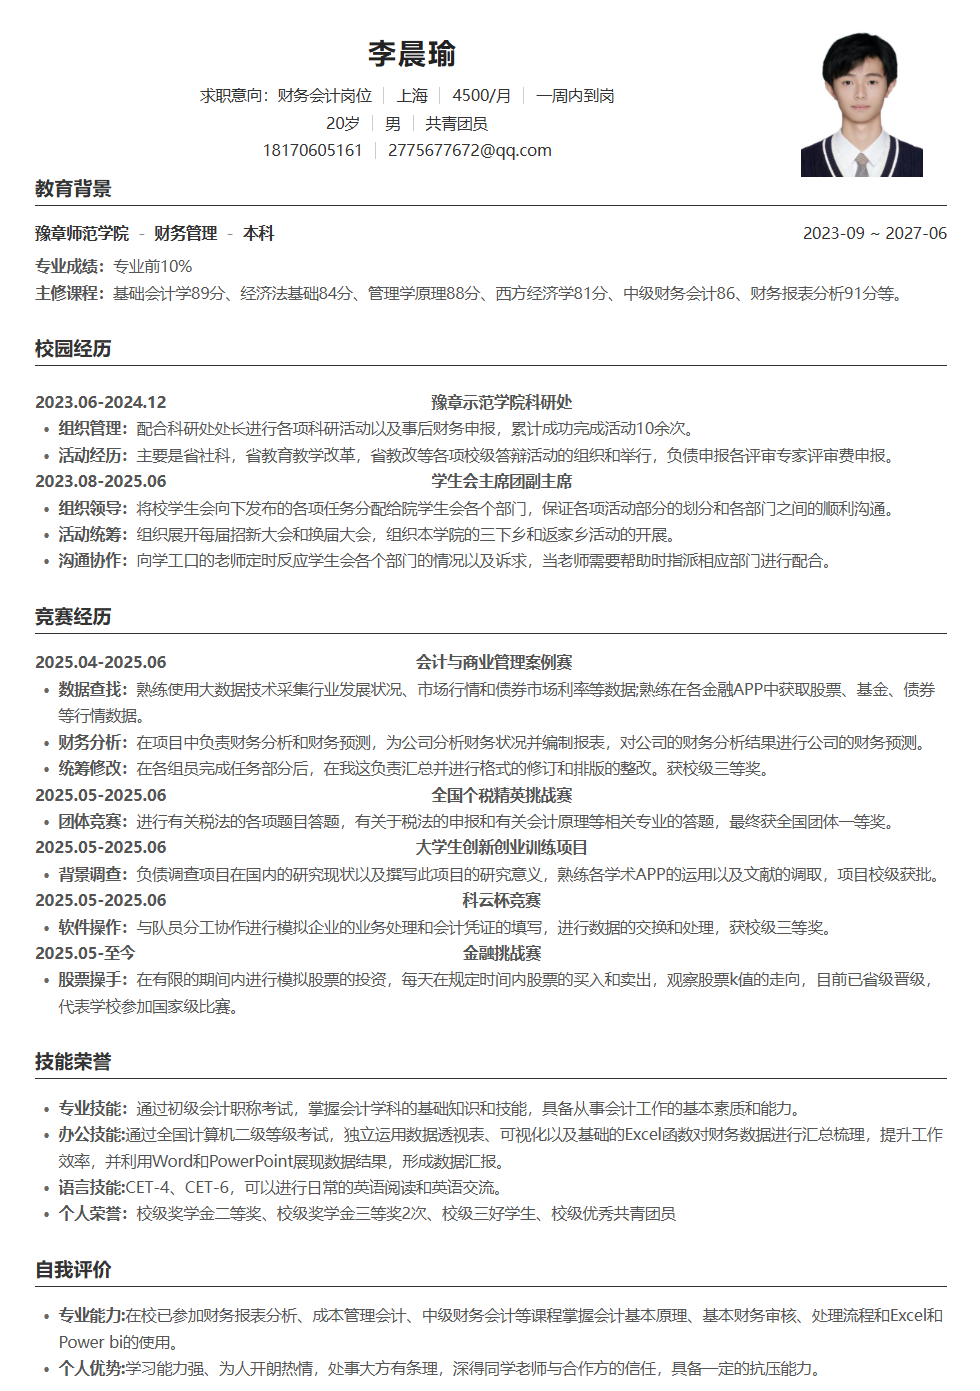 李晨瑜
求职意向：财务会计岗位 | 上海 | 4500/月 | 一周内到岗
20岁 | 男 | 共青团员
18170605161 | 2775677672@qq.com
教育背景
豫章师范学院 - 财务管理 - 本科 2023-09 ~ 2027-06
专业成绩：专业前10%
主修课程：基础会计学89分、经济法基础84分、管理学原理88分、西方经济学81分、中级财务会计86、财务报表分析91分等。
校园经历
2023.06-2024.12 豫章示范学院科研处
• 组织管理：配合科研处处长进行各项科研活动以及事后财务申报，累计成功完成活动10余次。
• 活动经历：主要是省社科，省教育教学改革，省教改等各项校级答辩活动的组织和举行，负债申报各评审专家评审费申报。
2023.08-2025.06 学生会主席团副主席
• 组织领导：将校学生会向下发布的各项任务分配给院学生会各个部门，保证各项活动部分的划分和各部门之间的顺利沟通。
• 活动统筹：组织展开每届招新大会和换届大会，组织本学院的三下乡和返家乡活动的开展。
• 沟通协作：向学工口的老师定时反应学生会各个部门的情况以及诉求，当老师需要帮助时指派相应部门进行配合。
竞赛经历
2025.04-2025.06 会计与商业管理案例赛
• 数据查找：熟练使用大数据技术采集行业发展状况、市场行情和债券市场利率等数据;熟练在各金融APP中获取股票、基金、债券
等行情数据。
• 财务分析：在项目中负责财务分析和财务预测，为公司分析财务状况并编制报表，对公司的财务分析结果进行公司的财务预测。
• 统筹修改：在各组员完成任务部分后，在我这负责汇总并进行格式的修订和排版的整改。获校级三等奖。
2025.05-2025.06 全国个税精英挑战赛
• 团体竞赛：进行有关税法的各项题目答题，有关于税法的申报和有关会计原理等相关专业的答题，最终获全国团体一等奖。
2025.05-2025.06 大学生创新创业训练项目
• 背景调查：负债调查项目在国内的研究现状以及撰写此项目的研究意义，熟练各学术APP的运用以及文献的调取，项目校级获批。
2025.05-2025.06 科云杯竞赛
• 软件操作：与队员分工协作进行模拟企业的业务处理和会计凭证的填写，进行数据的交换和处理，获校级三等奖。
2025.05-至今 金融挑战赛
• 股票操手：在有限的期间内进行模拟股票的投资，每天在规定时间内股票的买入和卖出，观察股票k值的走向，目前已省级晋级，
代表学校参加国家级比赛。
技能荣誉
• 专业技能：通过初级会计职称考试，掌握会计学科的基础知识和技能，具备从事会计工作的基本素质和能力。
• 办公技能:通过全国计算机二级等级考试，独立运用数据透视表、可视化以及基础的Excel函数对财务数据进行汇总梳理，提升工作
效率，并利用Word和PowerPoint展现数据结果，形成数据汇报。
• 语言技能:CET-4、CET-6，可以进行日常的英语阅读和英语交流。
• 个人荣誉：校级奖学金二等奖、校级奖学金三等奖2次、校级三好学生、校级优秀共青团员
自我评价
• 专业能力:在校已参加财务报表分析、成本管理会计、中级财务会计等课程掌握会计基本原理、基本财务审核、处理流程和Excel和
Power bi的使用。
• 个人优势:学习能力强、为人开朗热情，处事大方有条理，深得同学老师与合作方的信任，具备一定的抗压能力。